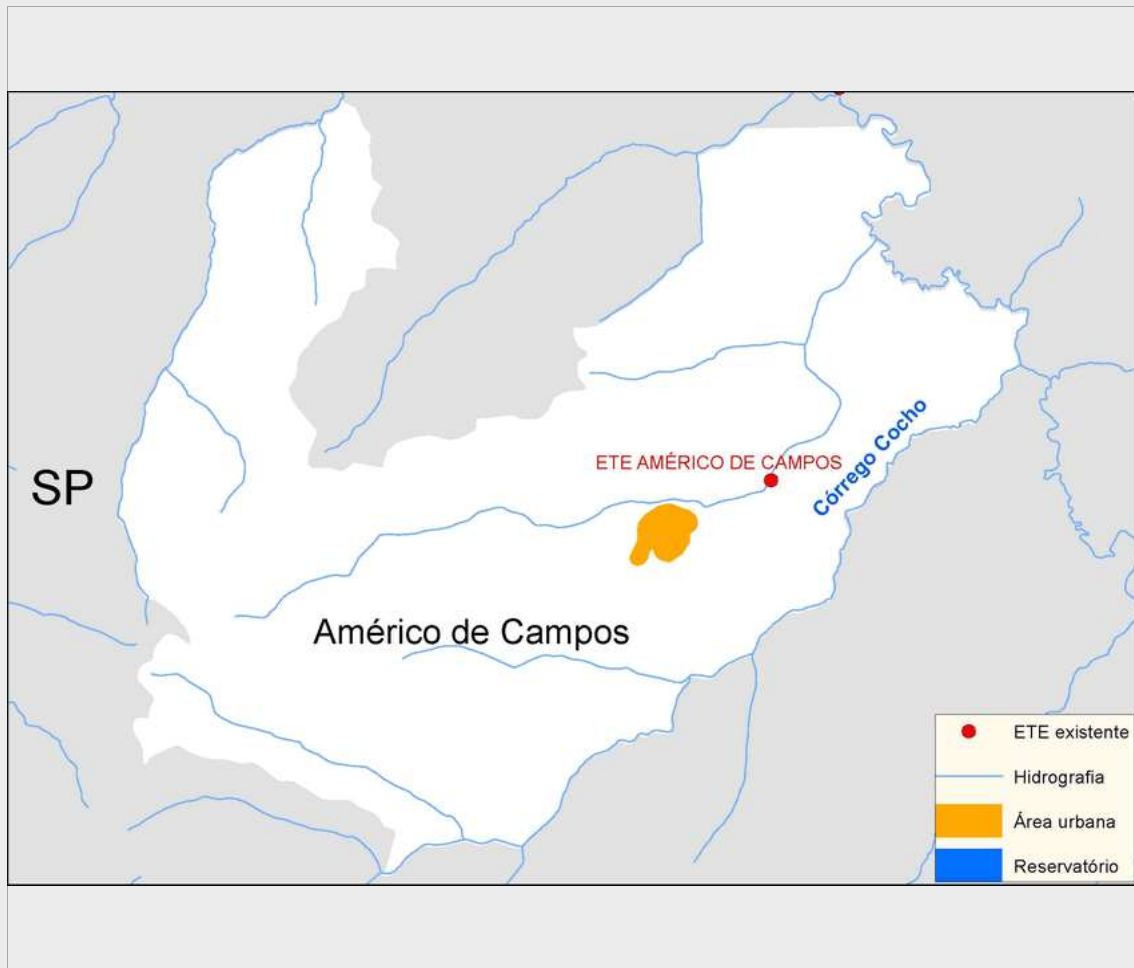 ETE AMÉRICO DE CAMPOS
Córrego Cocho
SP
Américo de Campos
ETE existente
Hidrografia
Área urbana
Reservatório